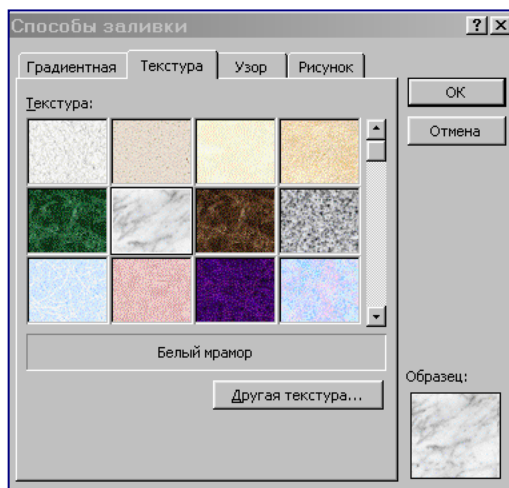 Способы заливки
Градиентная Текстура Узор Рисунок
ОК
Текстура:
Отмена
Белый мрамор
Другая текстура...
Образец: